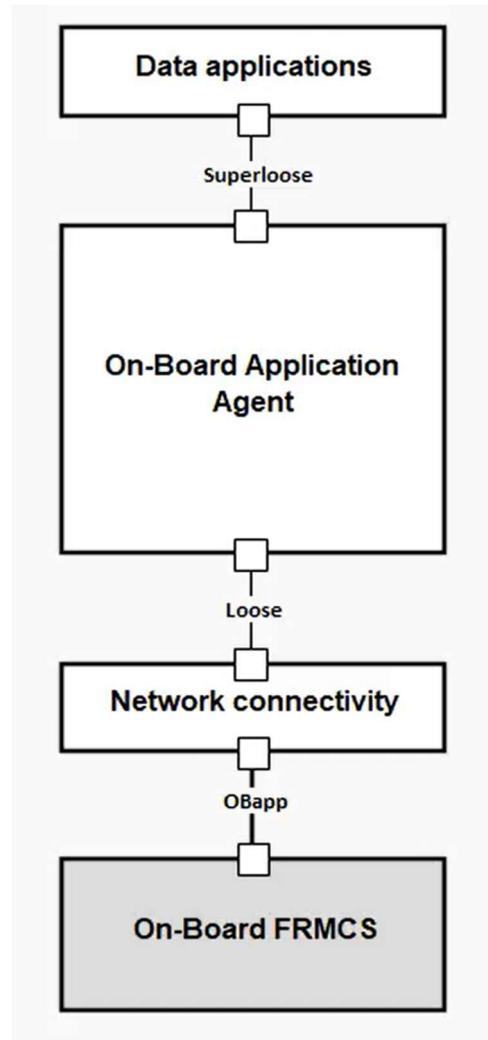 Data applications
Superloose
On-Board Application
Agent
Loose
Network connectivity
OBapp
On-Board FRMCS